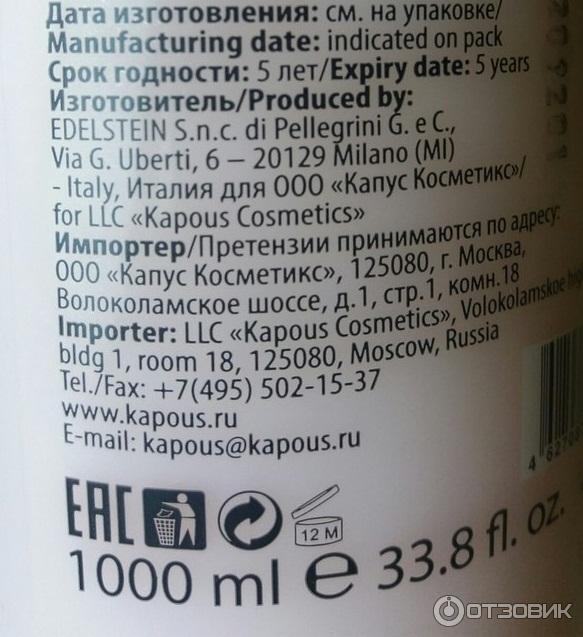 Дата изготовления: см. на упаковке/
Manufacturing date: indicated on pack
Срок годности: 5 лет/Expiry date: 5 years
Изготовитель/Produced by:
EDELSTEIN S.n.c. di Pellegrini G. e C.,
Via G. Uberti, 6 – 20129 Milano (MI)
- Italy, Италия для ООО «Капус Косметикс»/
for LLC «Kapous Cosmetics»
Импортер/Претензии принимаются по адресу:
ООО «Капус Косметикс», 125080, г. Москва,
Волоколамское шоссе, д.1, стр.1, комн.18
Importer: LLC «Kapous Cosmetics», Volokolamskoe
bldg 1, room 18, 125080, Moscow, Russia
Tel./Fax: +7(495) 502-15-37
www.kapous.ru
E-mail: kapous@kapous.ru
4 62706
EAC
12 M
1000 ml e 33.8 fl. oz.
ОТЗОВИК